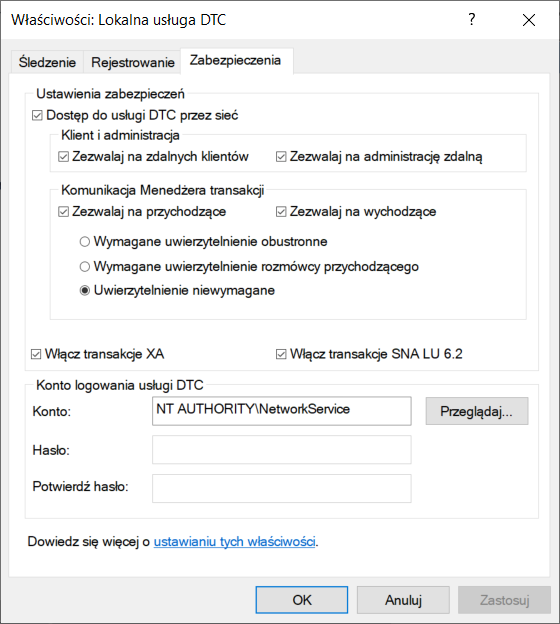 Właściwości: Lokalna usługa DTC
?
Śledzenie Rejestrowanie Zabezpieczenia
Ustawienia zabezpieczeń
Dostęp do usługi DTC przez sieć
Klient i administracja
Zezwalaj na zdalnych klientów Zezwalaj na administrację zdalną
Komunikacja Menedżera transakcji
Zezwalaj na przychodzące Zezwalaj na wychodzące
Wymagane uwierzytelnienie obustronne
Wymagane uwierzytelnienie rozmówcy przychodzącego
Uwierzytelnienie niewymagane
Włącz transakcje XA Włącz transakcje SNA LU 6.2
Konto logowania usługi DTC
Konto: NT AUTHORITY\NetworkService Przeglądaj...
Hasło:
Potwierdź hasło:
Dowiedz się więcej o ustawianiu tych właściwości.
OK Anuluj Zastosuj